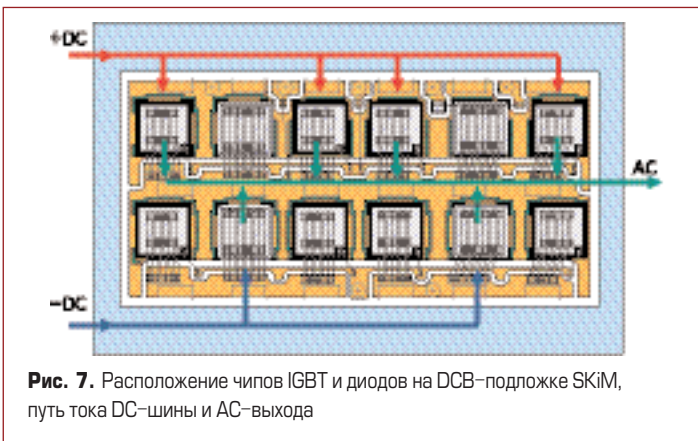 +DC
AC
−DC
Рис. 7. Расположение чипов IGBT и диодов на DCB−подложке SKiM,
путь тока DC−шины и AC−выхода